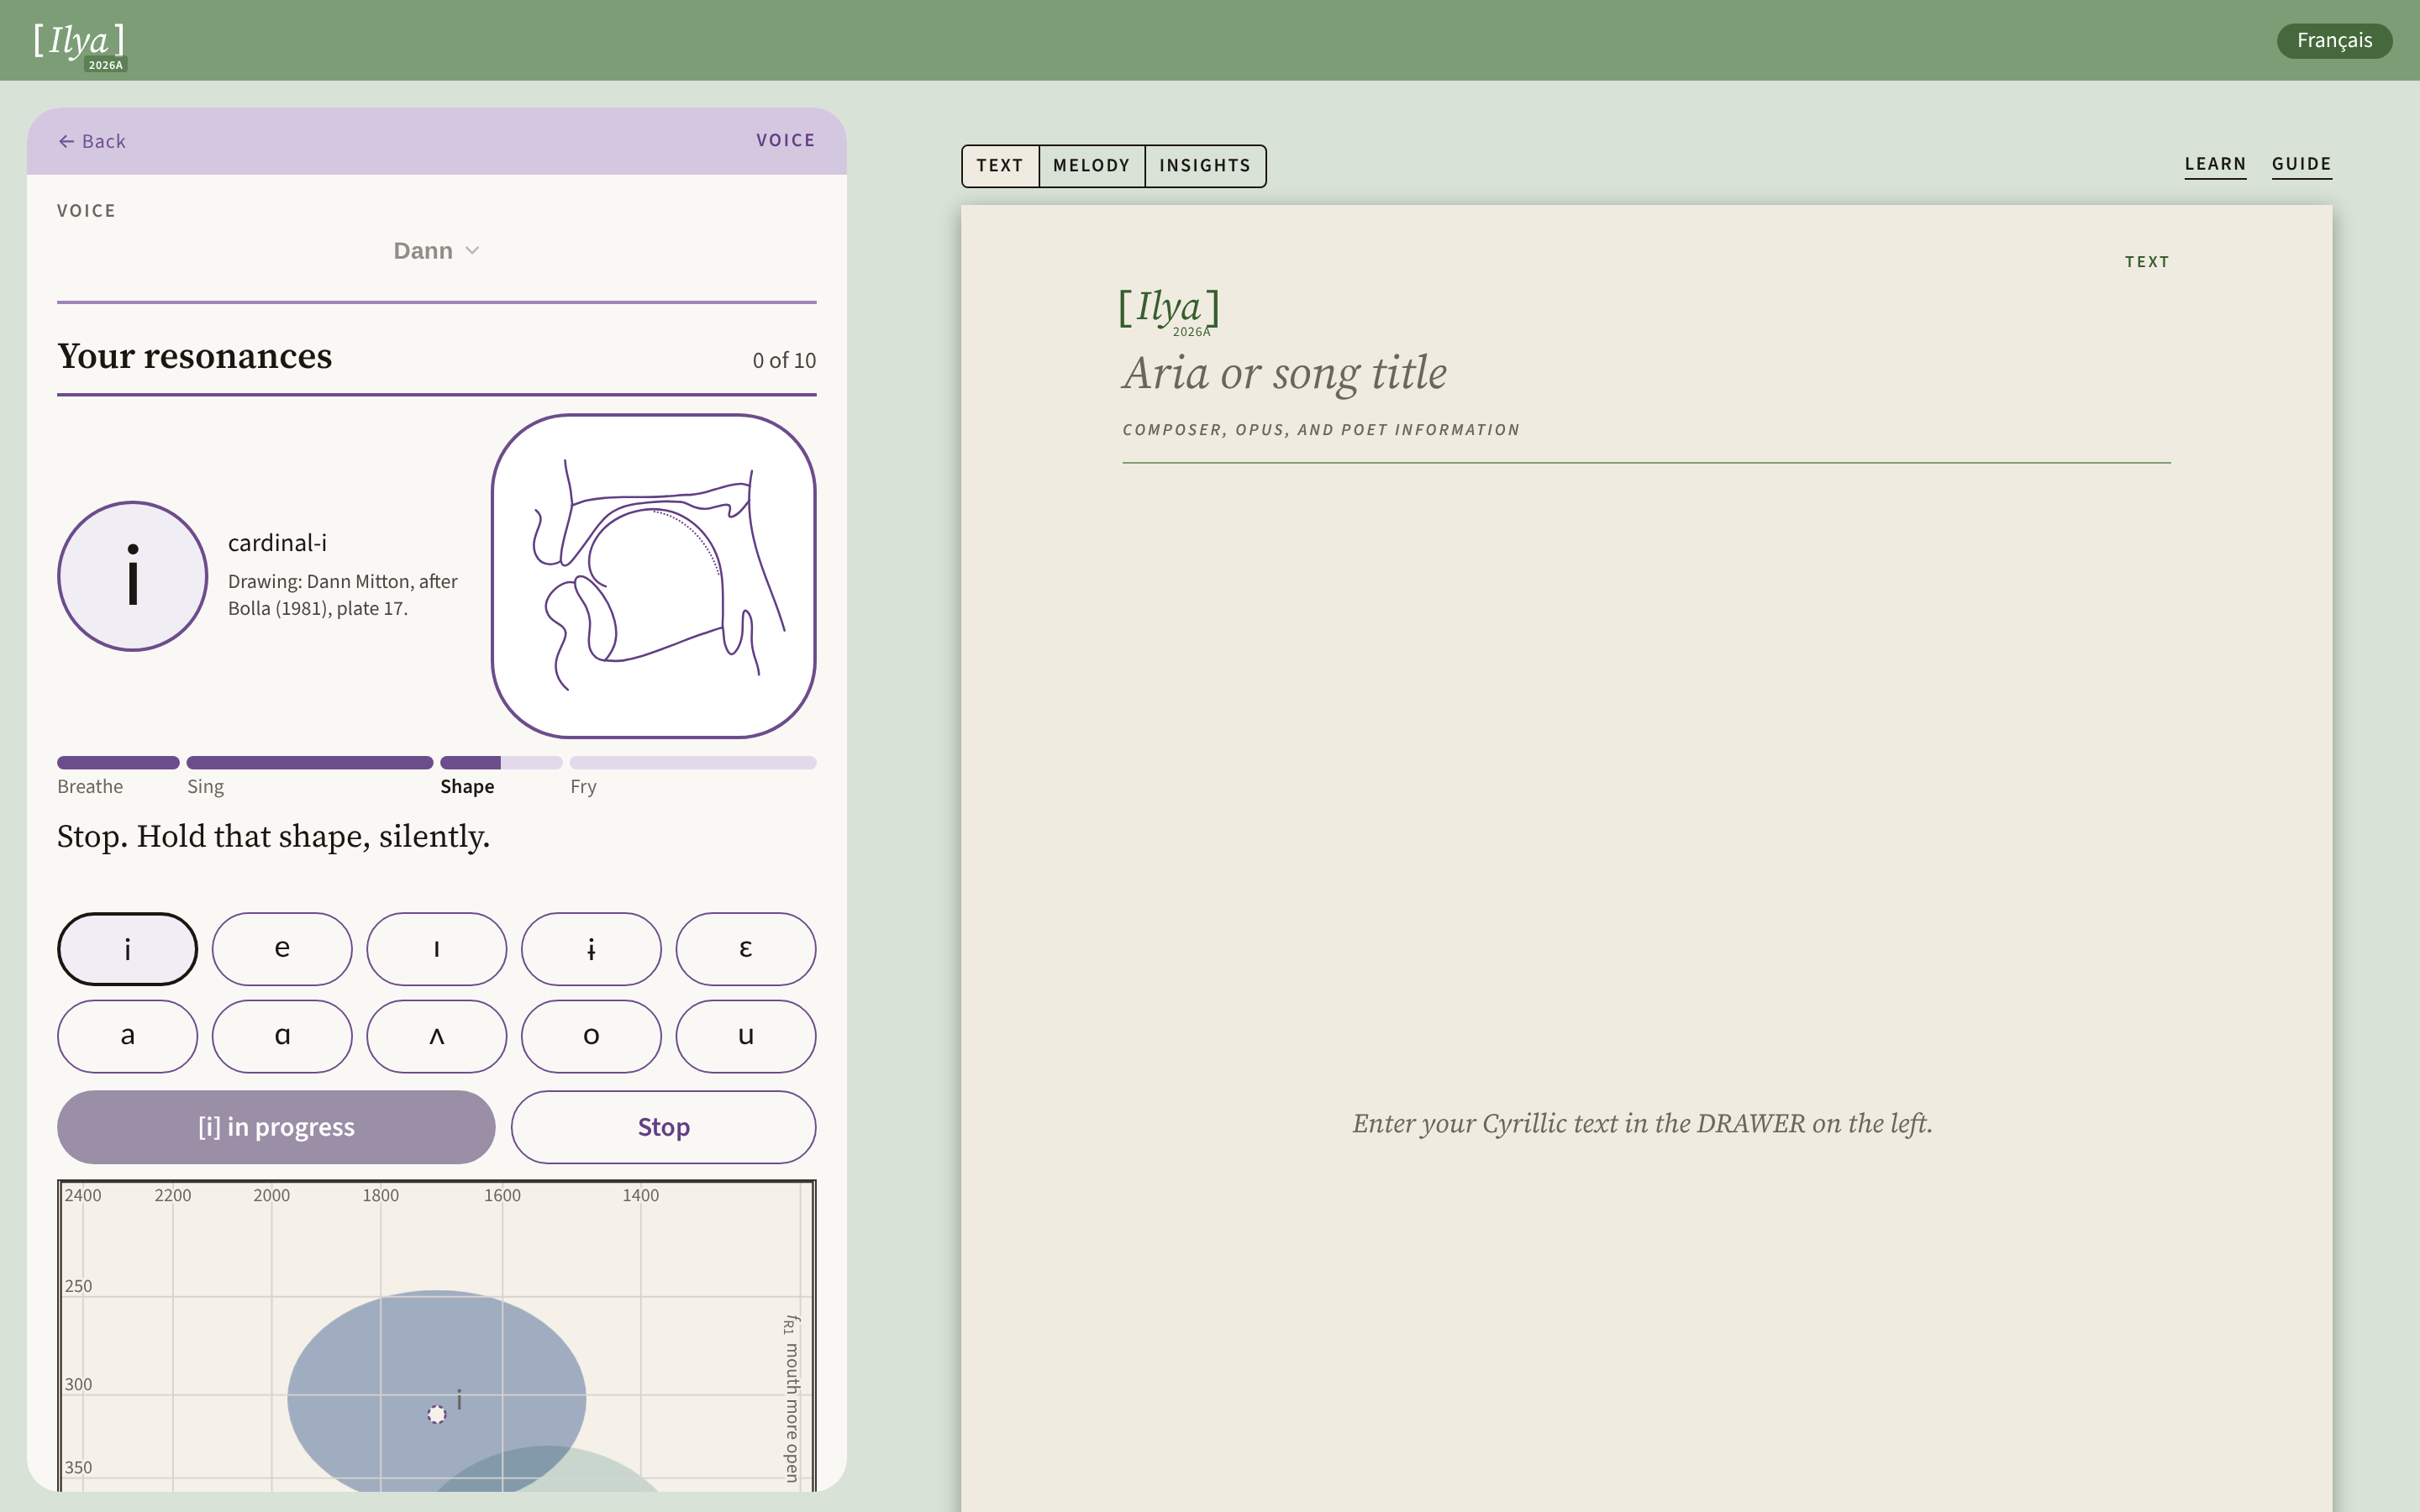 [Ilya]
2026A
Français
← Back
VOICE
VOICE
Dann
Your resonances
0 of 10
i
cardinal-i
Drawing: Dann Mitton, after
Bolla (1981), plate 17.
Breathe
Sing
Shape
Fry
Stop. Hold that shape, silently.
i e ɪ ɨ ɛ
a ɑ ʌ o u
[i] in progress
Stop
2400 2200 2000 1800 1600 1400
250
300
350
i
fR1 mouth more open
TEXT MELODY INSIGHTS
LEARN GUIDE
TEXT
[Ilya]
2026A
Aria or song title
COMPOSER, OPUS, AND POET INFORMATION
Enter your Cyrillic text in the DRAWER on the left.